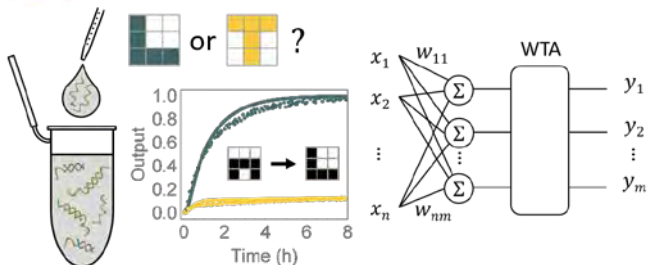 or ?
Output
1.0
0.8
0.6
0.4
0.2
0.0
0 2 4 6 8
Time (h)
x1
x2
⋮
xn
w11
wnm
Σ
Σ
⋮
Σ
WTA
y1
y2
⋮
ym